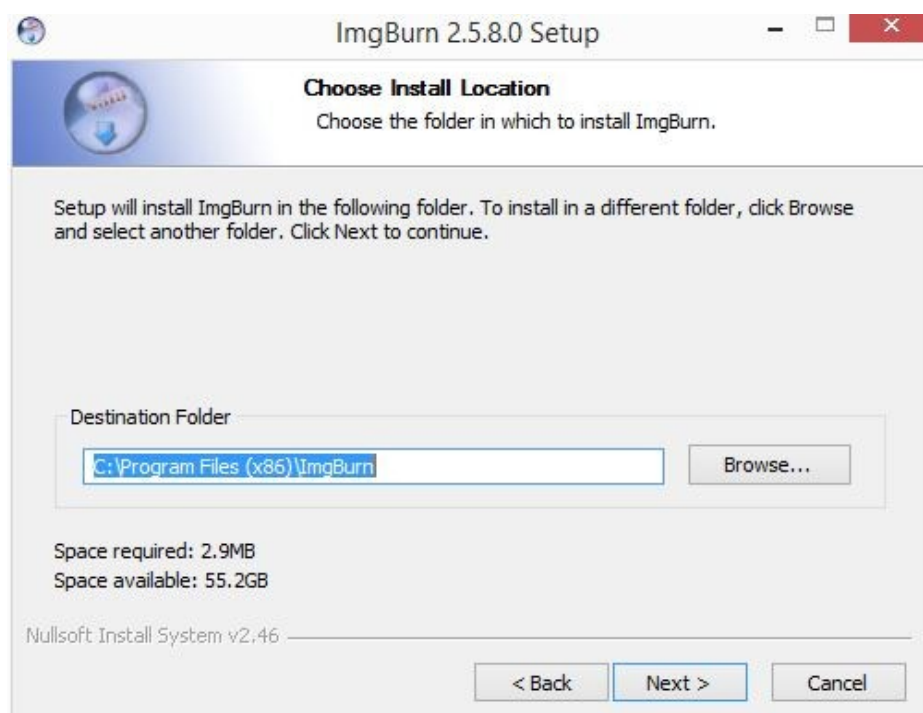 ImgBurn 2.5.8.0 Setup
Choose Install Location
Choose the folder in which to install ImgBurn.
Setup will install ImgBurn in the following folder. To install in a different folder, click Browse
and select another folder. Click Next to continue.
Destination Folder
C:\Program Files (x86)\ImgBurn
Browse...
Space required: 2.9MB
Space available: 55.2GB
Nullsoft Install System v2.46
< Back
Next >
Cancel